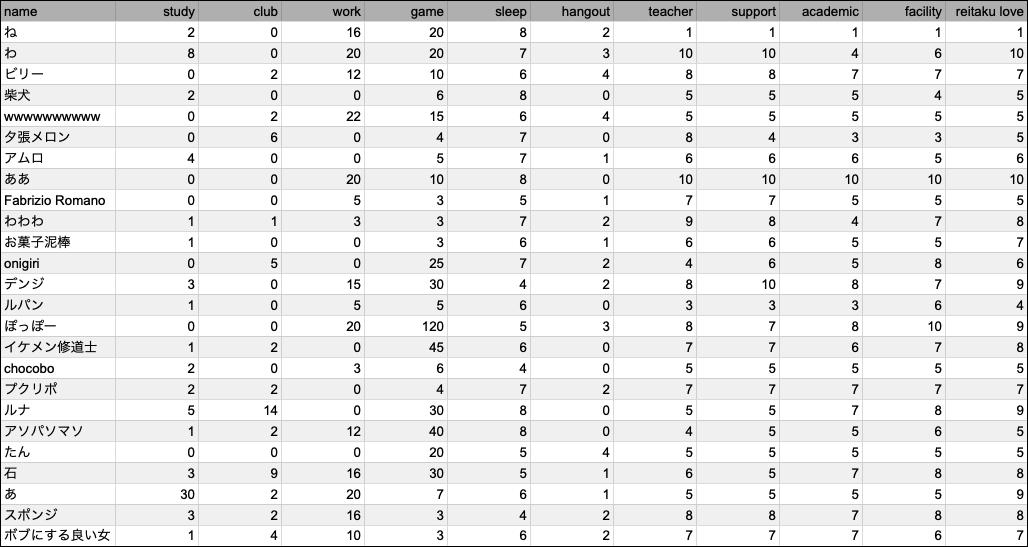 name study club work game sleep hangout teacher support academic facility reitaku love
ね 2 0 16 20 8 2 1 1 1 1 1
わ 8 0 20 20 7 3 10 10 4 6 10
ビリー 0 2 12 10 6 4 8 8 7 7 7
柴犬 2 0 0 6 8 0 5 5 5 4 5
wwwwwwwwww 0 2 22 15 6 4 5 5 5 5 5
夕張メロン 0 6 0 4 7 0 8 4 3 3 5
アムロ 4 0 0 5 7 1 6 6 6 5 6
ああ 0 0 20 10 8 0 10 10 10 10 10
Fabrizio Romano 0 0 5 3 5 1 7 7 5 5 5
わわわ 1 1 3 3 7 2 9 8 4 7 8
お菓子泥棒 1 0 0 3 6 1 6 6 5 5 7
onigiri 0 5 0 25 7 2 4 6 5 8 6
デンジ 3 0 15 30 4 2 8 10 8 7 9
ルパン 1 0 5 5 6 0 3 3 3 6 4
ぽっぽー 0 0 20 120 5 3 8 7 8 10 9
イケメン修道士 1 2 0 45 6 0 7 7 6 7 8
chocobo 2 0 3 6 4 0 5 5 5 5 5
プクリポ 2 2 0 4 7 2 7 7 7 7 7
ルナ 5 14 0 30 8 0 5 5 7 8 9
アソパソマソ 1 2 12 40 8 0 4 5 5 6 5
たん 0 0 0 20 5 4 5 5 5 5 5
石 3 9 16 30 5 1 6 5 7 8 8
あ 30 2 20 7 6 1 5 5 5 5 9
スポンジ 3 2 16 3 4 2 8 8 7 8 8
ボブにする良い女 1 4 10 3 6 2 7 7 7 6 7